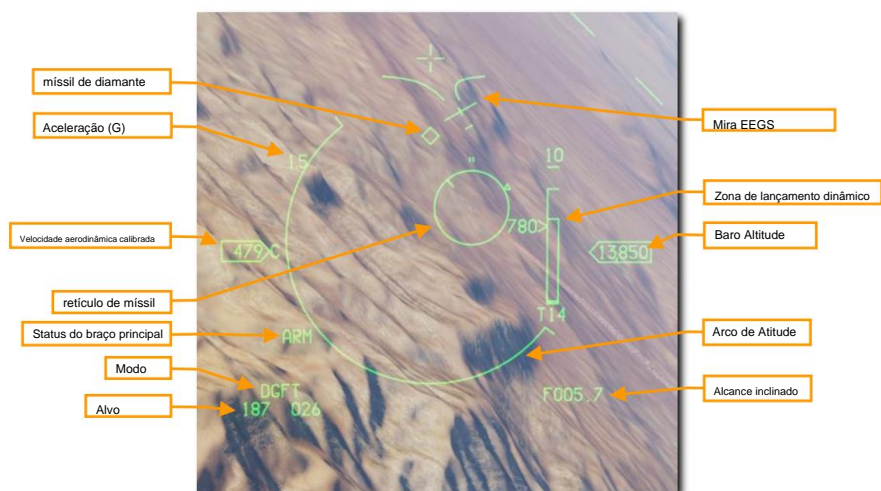 míssil de diamante
Aceleração (G)
Velocidade aerodinâmica calibrada
retículo de míssil
Status do braço principal
Modo
Alvo
1.5
10
780
479 C
13850
T14
ARM
DGFT
187 026
F005.7
Mira EEGS
Zona de lançamento dinâmico
Baro Altitude
Arco de Atitude
Alcance inclinado